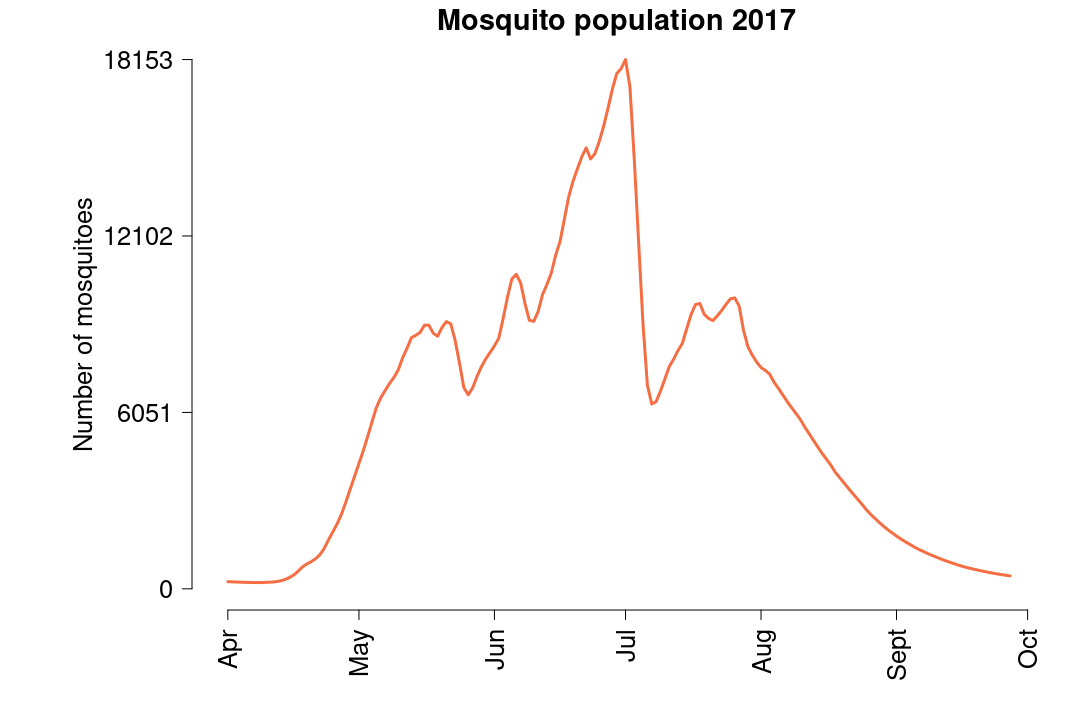 Mosquito population 2017
Number of mosquitoes
18153
12102
6051
0
Apr
May
Jun
Jul
Aug
Sept
Oct